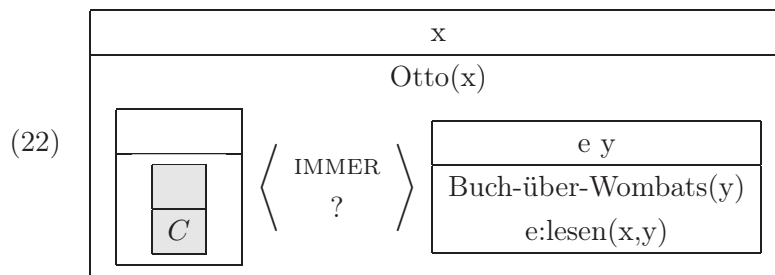 x
Otto(x)
(22)
IMMER
?
C
e y
Buch-über-Wombats(y)
e:lesen(x,y)